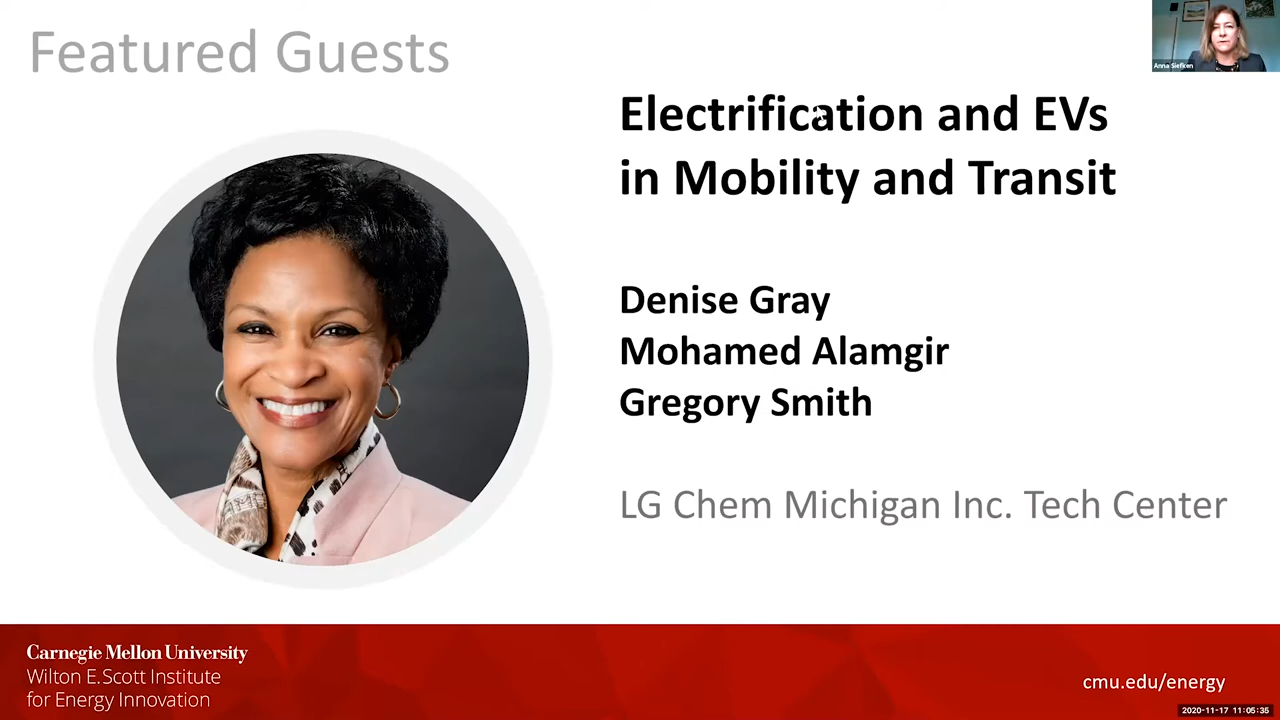 Featured Guests
Anna Siefken
Electrification and EVs
in Mobility and Transit
Denise Gray
Mohamed Alamgir
Gregory Smith
LG Chem Michigan Inc. Tech Center
Carnegie Mellon University
Wilton E. Scott Institute
for Energy Innovation
cmu.edu/energy
2020-11-17 11:05:35